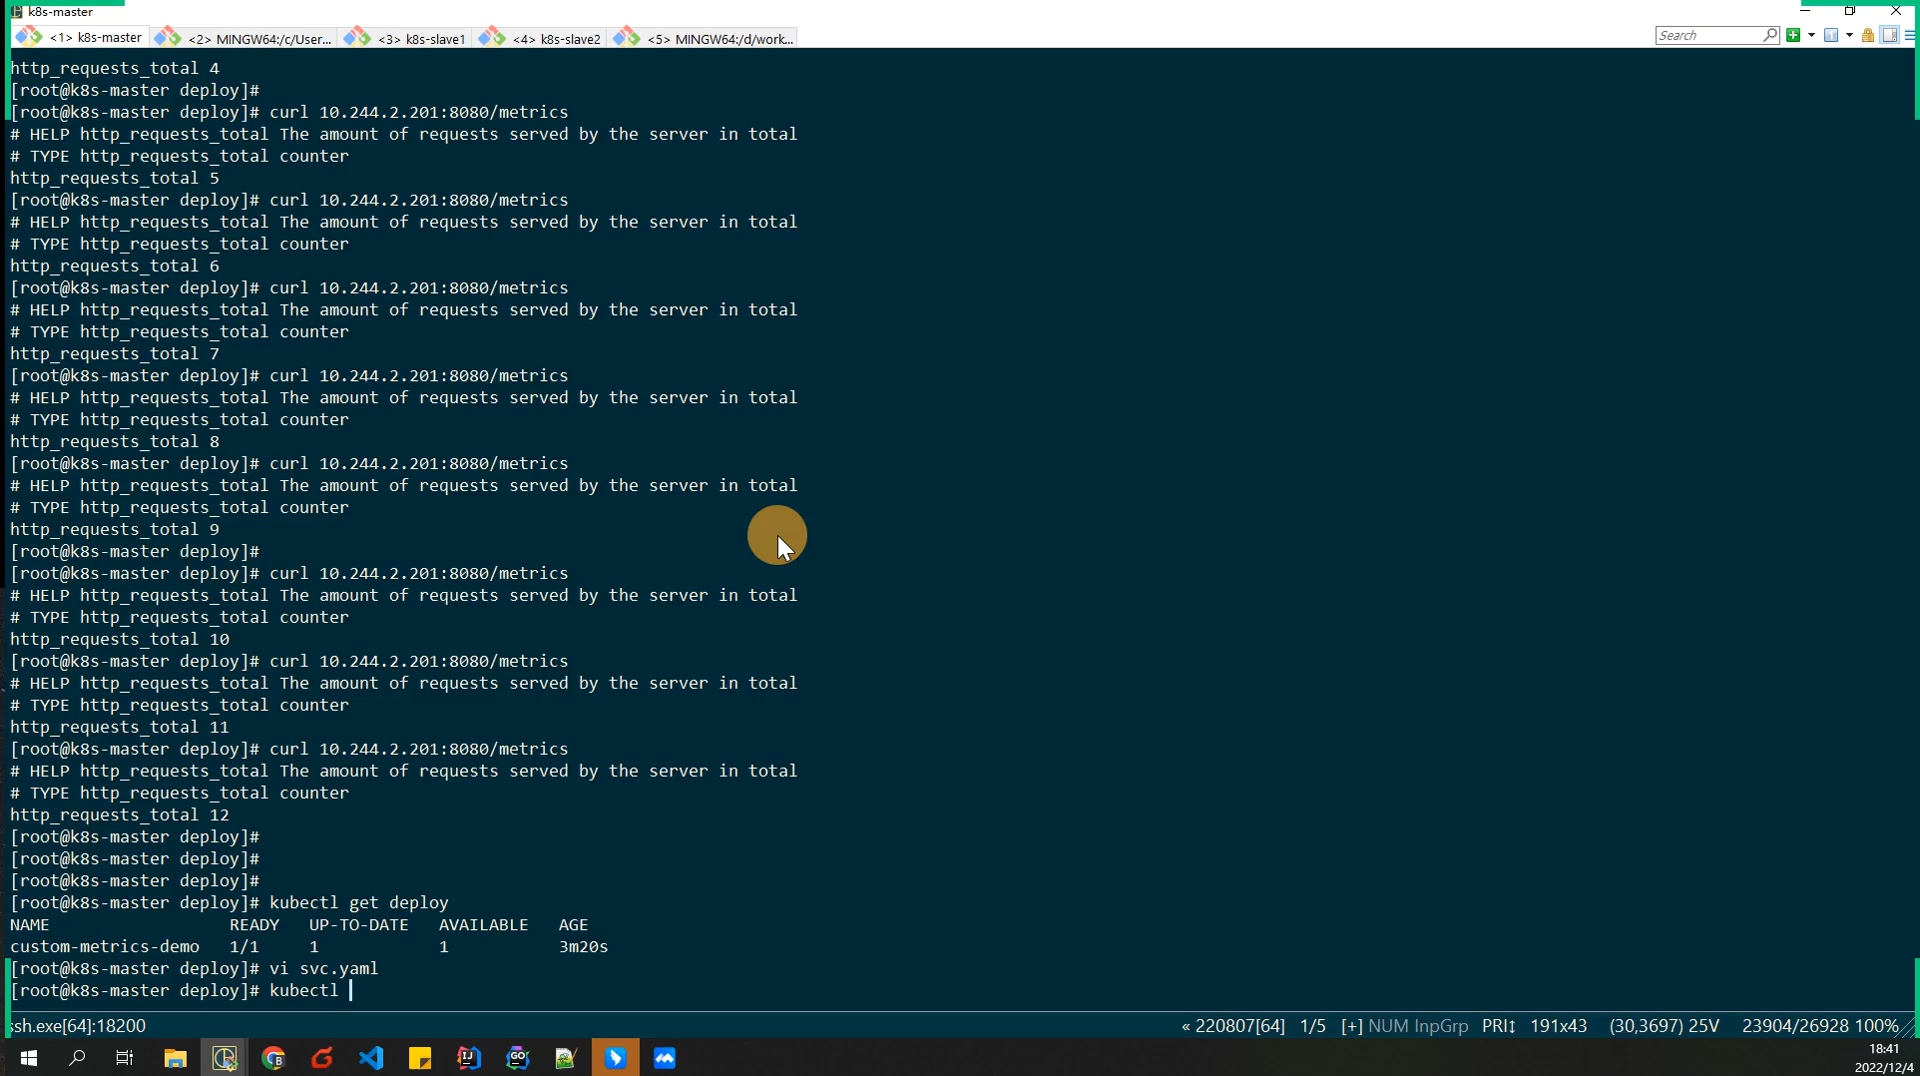 k8s-master
<1> k8s-master
<2> MINGW64:/c/User...
<3> k8s-slave1
<4> k8s-slave2
<5> MINGW64:/d/work...
Search
http_requests_total 4
[root@k8s-master deploy]#
[root@k8s-master deploy]# curl 10.244.2.201:8080/metrics
# HELP http_requests_total The amount of requests served by the server in total
# TYPE http_requests_total counter
http_requests_total 5
[root@k8s-master deploy]# curl 10.244.2.201:8080/metrics
# HELP http_requests_total The amount of requests served by the server in total
# TYPE http_requests_total counter
http_requests_total 6
[root@k8s-master deploy]# curl 10.244.2.201:8080/metrics
# HELP http_requests_total The amount of requests served by the server in total
# TYPE http_requests_total counter
http_requests_total 7
[root@k8s-master deploy]# curl 10.244.2.201:8080/metrics
# HELP http_requests_total The amount of requests served by the server in total
# TYPE http_requests_total counter
http_requests_total 8
[root@k8s-master deploy]# curl 10.244.2.201:8080/metrics
# HELP http_requests_total The amount of requests served by the server in total
# TYPE http_requests_total counter
http_requests_total 9
[root@k8s-master deploy]#
[root@k8s-master deploy]# curl 10.244.2.201:8080/metrics
# HELP http_requests_total The amount of requests served by the server in total
# TYPE http_requests_total counter
http_requests_total 10
[root@k8s-master deploy]# curl 10.244.2.201:8080/metrics
# HELP http_requests_total The amount of requests served by the server in total
# TYPE http_requests_total counter
http_requests_total 11
[root@k8s-master deploy]# curl 10.244.2.201:8080/metrics
# HELP http_requests_total The amount of requests served by the server in total
# TYPE http_requests_total counter
http_requests_total 12
[root@k8s-master deploy]#
[root@k8s-master deploy]#
[root@k8s-master deploy]#
[root@k8s-master deploy]# kubectl get deploy
NAME READY UP-TO-DATE AVAILABLE AGE
custom-metrics-demo 1/1 1 1 3m20s
[root@k8s-master deploy]# vi svc.yaml
[root@k8s-master deploy]# kubectl
ssh.exe[64]:18200
« 220807[64] 1/5 [+] NUM InpGrp PRI↕ 191x43 (30,3697) 25V 23904/26928 100%
18:41
2022/12/4